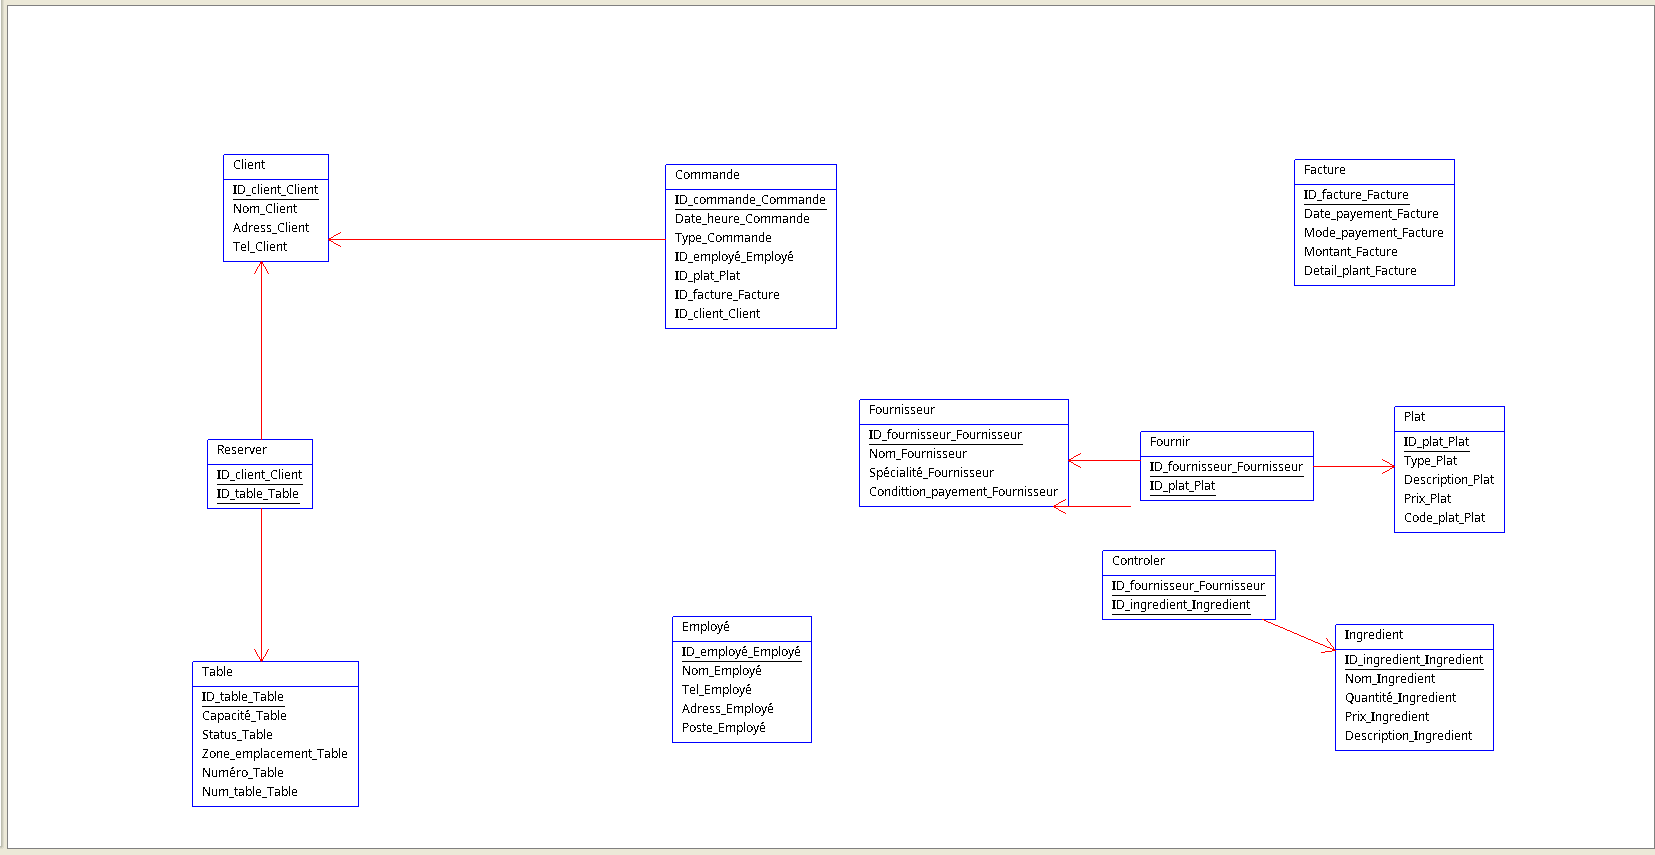 Client
ID_client_Client
Nom_Client
Adress_Client
Tel_Client
Commande
ID_commande_Commande
Date_heure_Commande
Type_Commande
ID_employé_Employé
ID_plat_Plat
ID_facture_Facture
ID_client_Client
Facture
ID_facture_Facture
Date_payement_Facture
Mode_payement_Facture
Montant_Facture
Detail_plant_Facture
Reserver
ID_client_Client
ID_table_Table
Fournisseur
ID_fournisseur_Fournisseur
Nom_Fournisseur
Spécialité_Fournisseur
Condittion_payement_Fournisseur
Fournir
ID_fournisseur_Fournisseur
ID_plat_Plat
Plat
ID_plat_Plat
Type_Plat
Description_Plat
Prix_Plat
Code_plat_Plat
Controler
ID_fournisseur_Fournisseur
ID_ingredient_Ingredient
Table
ID_table_Table
Capacité_Table
Status_Table
Zone_emplacement_Table
Numéro_Table
Num_table_Table
Employé
ID_employé_Employé
Nom_Employé
Tel_Employé
Adress_Employé
Poste_Employé
Ingredient
ID_ingredient_Ingredient
Nom_Ingredient
Quantité_Ingredient
Prix_Ingredient
Description_Ingredient